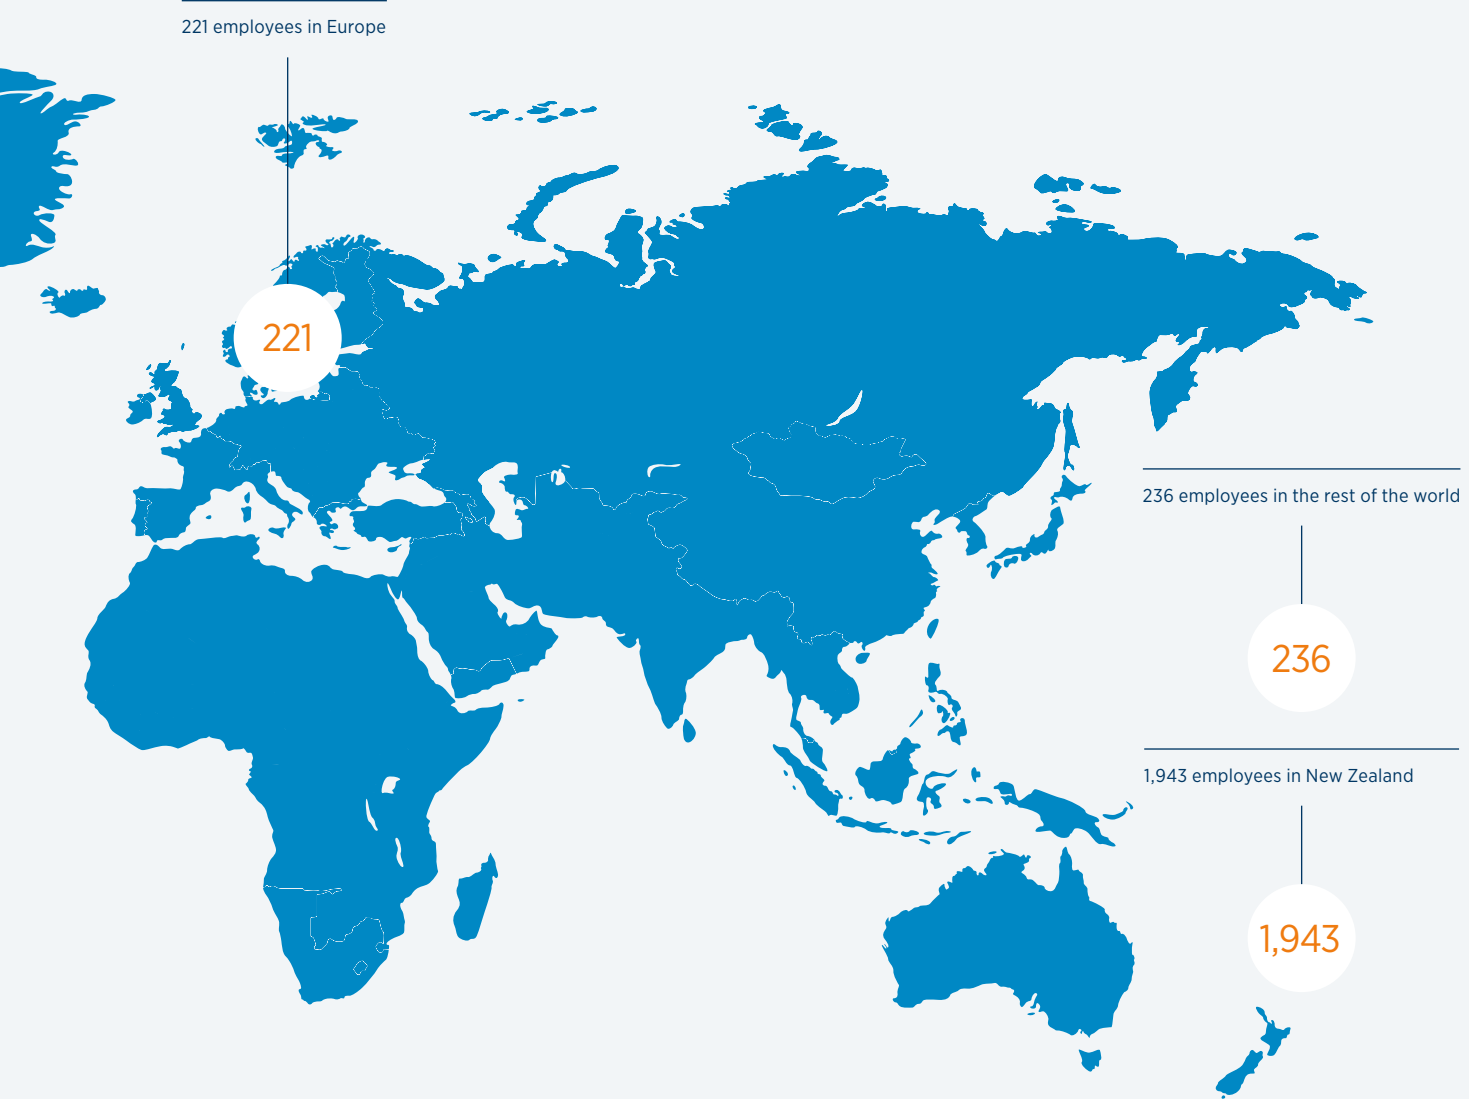 221 employees in Europe
221
236 employees in the rest of the world
236
1,943 employees in New Zealand
1,943